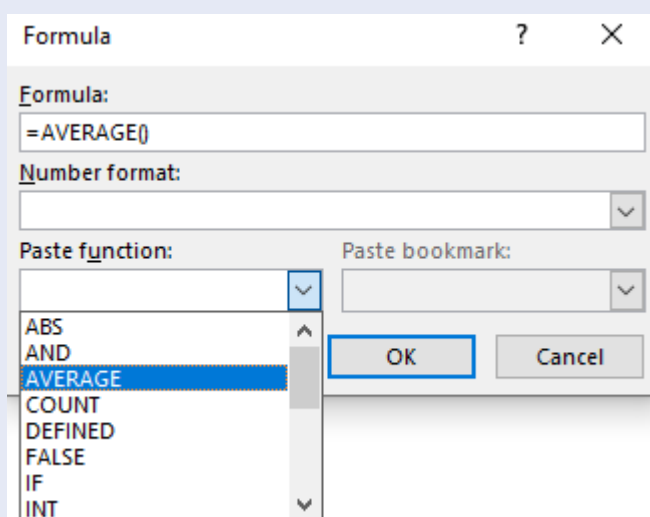 Formula ? ×
Formula:
=AVERAGE()
Number format:
Paste function: Paste bookmark:
ABS
AND
AVERAGE
COUNT
DEFINED
FALSE
IF
INT
OK Cancel